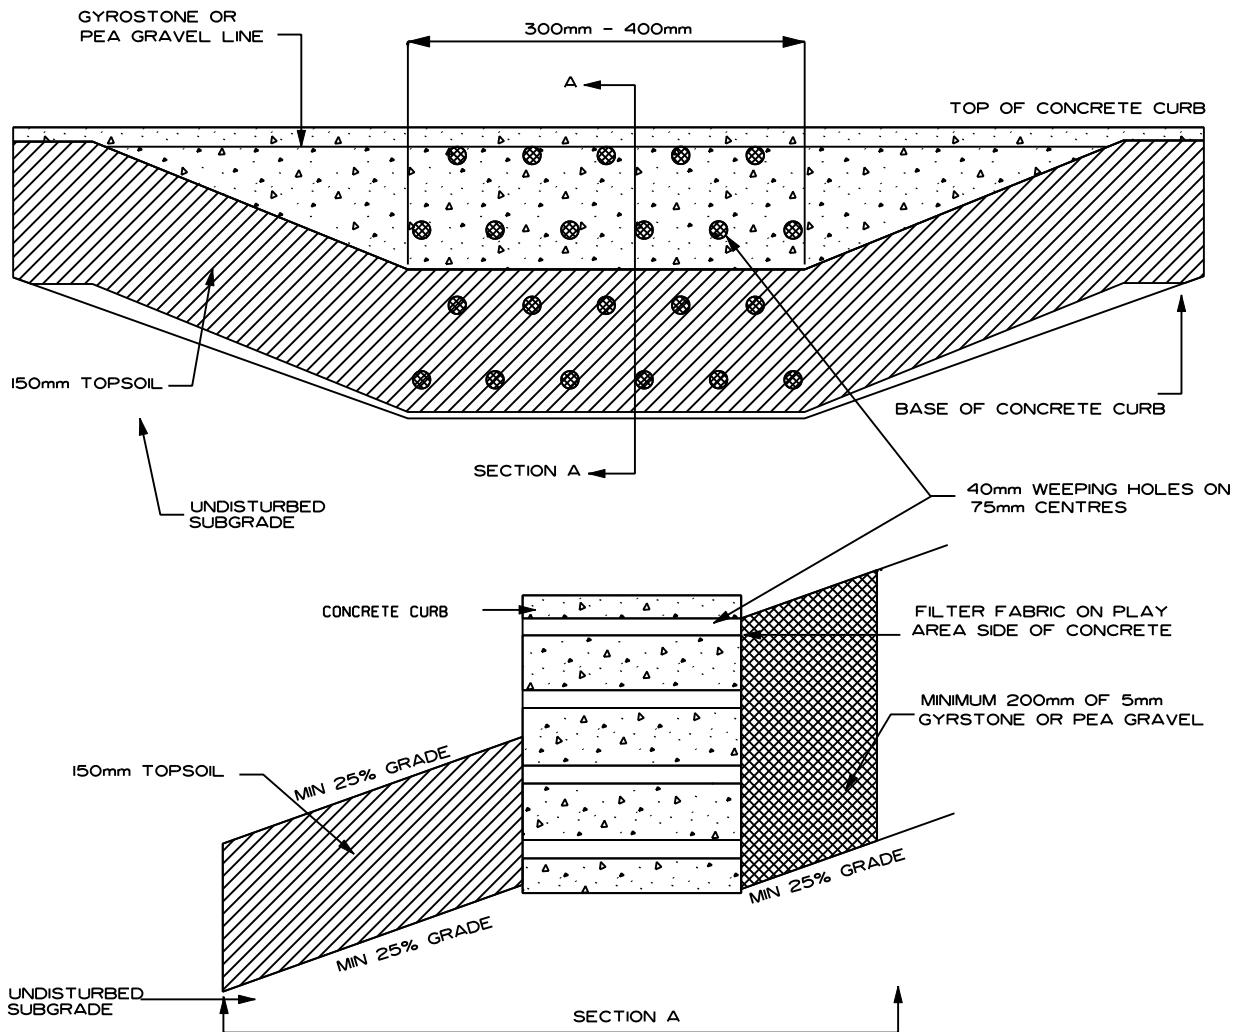 GYROSTONE OR
PEA GRAVEL LINE
300mm - 400mm
A
TOP OF CONCRETE CURB
150mm TOPSOIL
BASE OF CONCRETE CURB
SECTION A
UNDISTURBED
SUBGRADE
40mm WEEPING HOLES ON
75mm CENTRES
CONCRETE CURB
FILTER FABRIC ON PLAY
AREA SIDE OF CONCRETE
MINIMUM 200mm OF 5mm
GYRSTONE OR PEA GRAVEL
150mm TOPSOIL
MIN 25% GRADE
MIN 25% GRADE
MIN 25% GRADE
UNDISTURBED
SUBGRADE
SECTION A